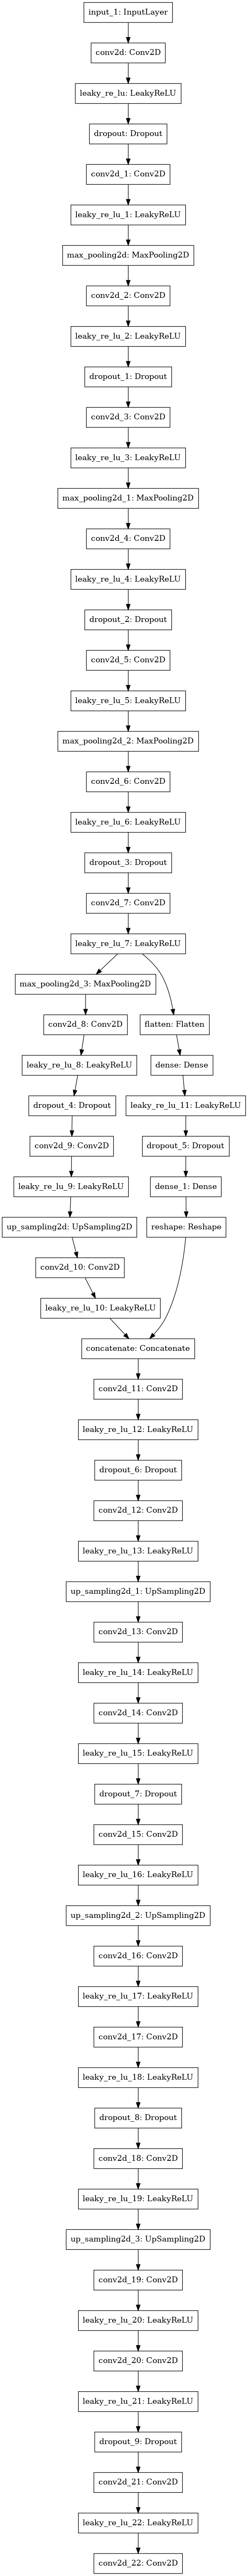 input_1: InputLayer
conv2d: Conv2D
leaky_re_lu: LeakyReLU
dropout: Dropout
conv2d_1: Conv2D
leaky_re_lu_1: LeakyReLU
max_pooling2d: MaxPooling2D
conv2d_2: Conv2D
leaky_re_lu_2: LeakyReLU
dropout_1: Dropout
conv2d_3: Conv2D
leaky_re_lu_3: LeakyReLU
max_pooling2d_1: MaxPooling2D
conv2d_4: Conv2D
leaky_re_lu_4: LeakyReLU
dropout_2: Dropout
conv2d_5: Conv2D
leaky_re_lu_5: LeakyReLU
max_pooling2d_2: MaxPooling2D
conv2d_6: Conv2D
leaky_re_lu_6: LeakyReLU
dropout_3: Dropout
conv2d_7: Conv2D
leaky_re_lu_7: LeakyReLU
max_pooling2d_3: MaxPooling2D
conv2d_8: Conv2D
flatten: Flatten
leaky_re_lu_8: LeakyReLU
dense: Dense
dropout_4: Dropout
leaky_re_lu_11: LeakyReLU
conv2d_9: Conv2D
dropout_5: Dropout
leaky_re_lu_9: LeakyReLU
dense_1: Dense
up_sampling2d: UpSampling2D
reshape: Reshape
conv2d_10: Conv2D
leaky_re_lu_10: LeakyReLU
concatenate: Concatenate
conv2d_11: Conv2D
leaky_re_lu_12: LeakyReLU
dropout_6: Dropout
conv2d_12: Conv2D
leaky_re_lu_13: LeakyReLU
up_sampling2d_1: UpSampling2D
conv2d_13: Conv2D
leaky_re_lu_14: LeakyReLU
conv2d_14: Conv2D
leaky_re_lu_15: LeakyReLU
dropout_7: Dropout
conv2d_15: Conv2D
leaky_re_lu_16: LeakyReLU
up_sampling2d_2: UpSampling2D
conv2d_16: Conv2D
leaky_re_lu_17: LeakyReLU
conv2d_17: Conv2D
leaky_re_lu_18: LeakyReLU
dropout_8: Dropout
conv2d_18: Conv2D
leaky_re_lu_19: LeakyReLU
up_sampling2d_3: UpSampling2D
conv2d_19: Conv2D
leaky_re_lu_20: LeakyReLU
conv2d_20: Conv2D
leaky_re_lu_21: LeakyReLU
dropout_9: Dropout
conv2d_21: Conv2D
leaky_re_lu_22: LeakyReLU
conv2d_22: Conv2D